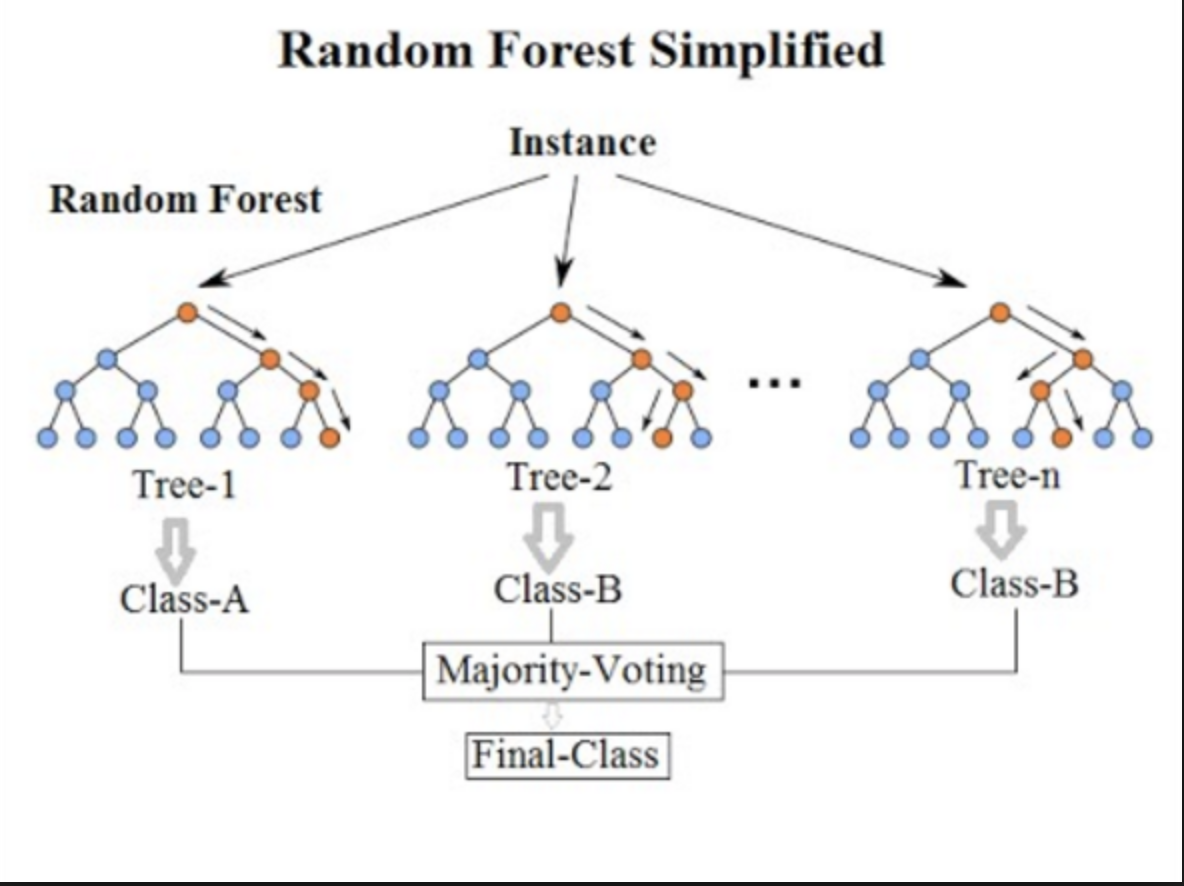 Random Forest Simplified
Instance
Random Forest
...
Tree-1
Tree-2
Tree-n
Class-A
Class-B
Class-B
Majority-Voting
Final-Class